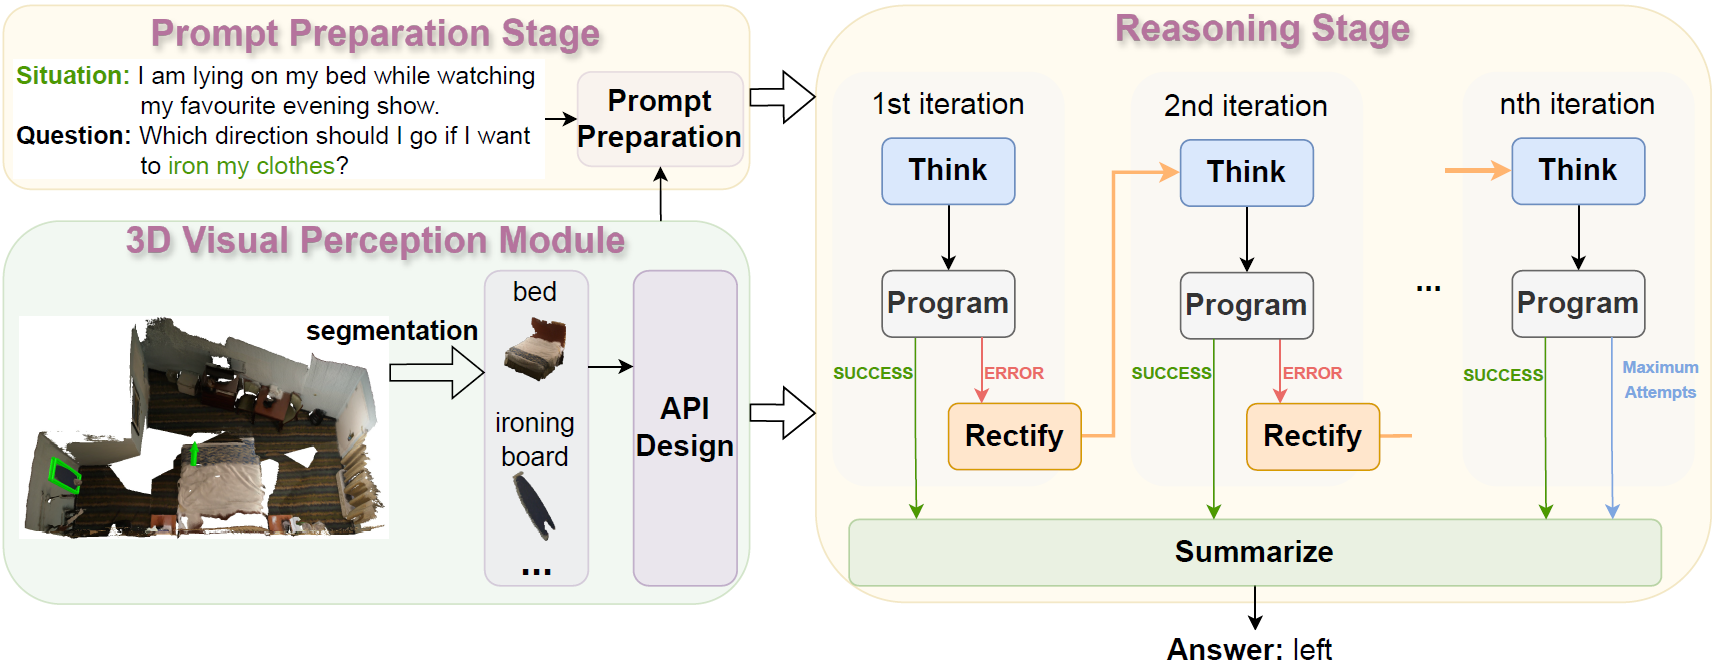 Prompt Preparation Stage
Situation: I am lying on my bed while watching
my favourite evening show.
Question: Which direction should I go if I want
to iron my clothes?
Prompt
Preparation
3D Visual Perception Module
segmentation
bed
ironing
board
...
API
Design
Reasoning Stage
1st iteration
Think
Program
SUCCESS
ERROR
Rectify
2nd iteration
Think
Program
SUCCESS
ERROR
Rectify
...
nth iteration
Think
Program
SUCCESS
Maximum
Attempts
Summarize
Answer: left